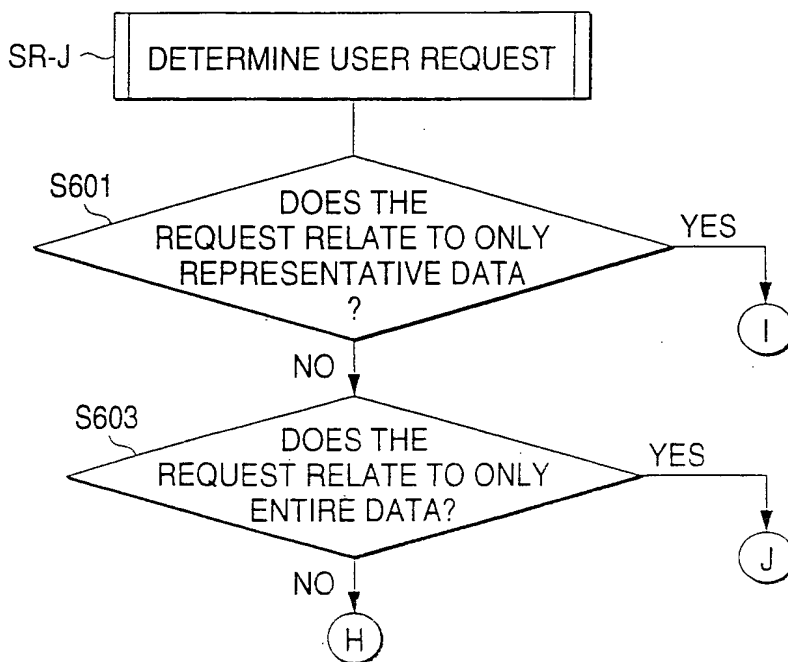 SR-J
DETERMINE USER REQUEST
S601
DOES THE
REQUEST RELATE TO ONLY
REPRESENTATIVE DATA
?
YES
I
NO
S603
DOES THE
REQUEST RELATE TO ONLY
ENTIRE DATA?
YES
J
NO
H